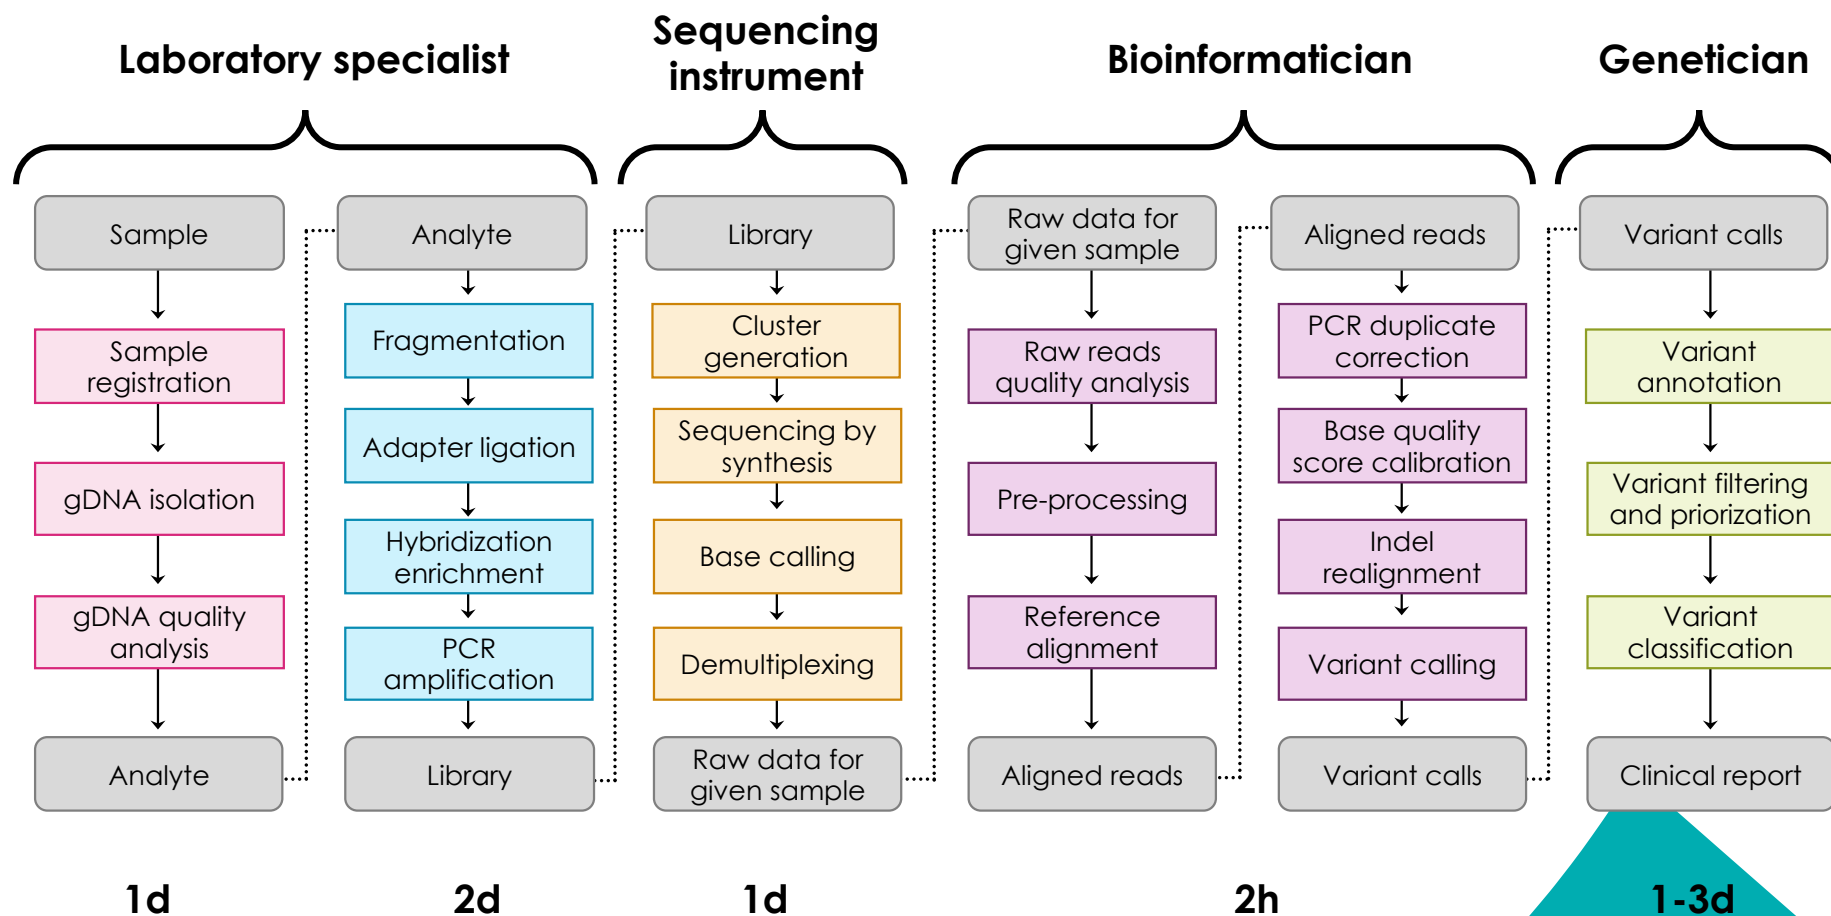 Laboratory specialist
Sequencing
instrument
Bioinformatician
Genetician
Sample
Sample
registration
gDNA isolation
gDNA quality
analysis
Analyte
Analyte
Fragmentation
Adapter ligation
Hybridization
enrichment
PCR
amplification
Library
Library
Cluster
generation
Sequencing by
synthesis
Base calling
Demultiplexing
Raw data for
given sample
Raw data for
given sample
Raw reads
quality analysis
Pre-processing
Reference
alignment
Aligned reads
Aligned reads
PCR duplicate
correction
Base quality
score calibration
Indel
realignment
Variant calling
Variant calls
Variant calls
Variant
annotation
Variant filtering
and priorization
Variant
classification
Clinical report
1d
2d
1d
2h
1-3d